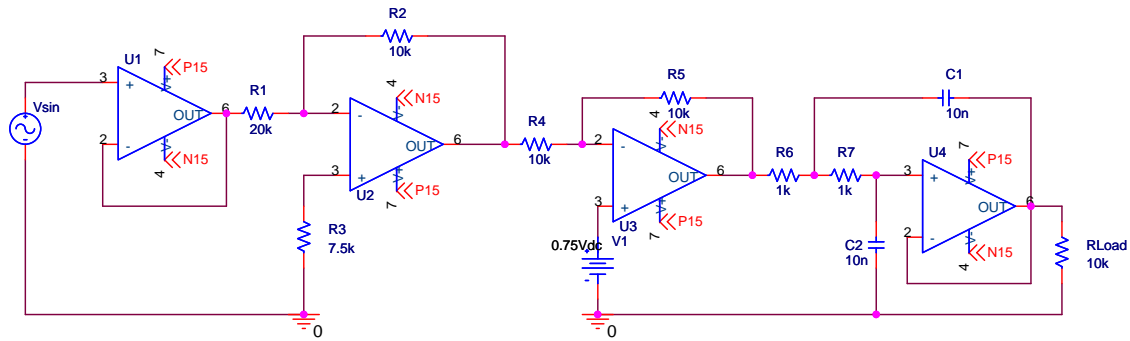 R2
10k
U1
7
P15
V+
3
+
Vsin
R1
20k
6
OUT
2
-
V-
N15
4
4
N15
V-
2
-
6
OUT
3
+
V+
P15
U2
7
R3
7.5k
0
R4
10k
R5
10k
4
N15
V-
2
-
6
OUT
3
+
V+
P15
U3
7
V1
0.75Vdc
-
0
R6
1k
R7
1k
C1
10n
C2
10n
U4
7
P15
V+
3
+
6
OUT
2
-
V-
N15
4
RLoad
10k